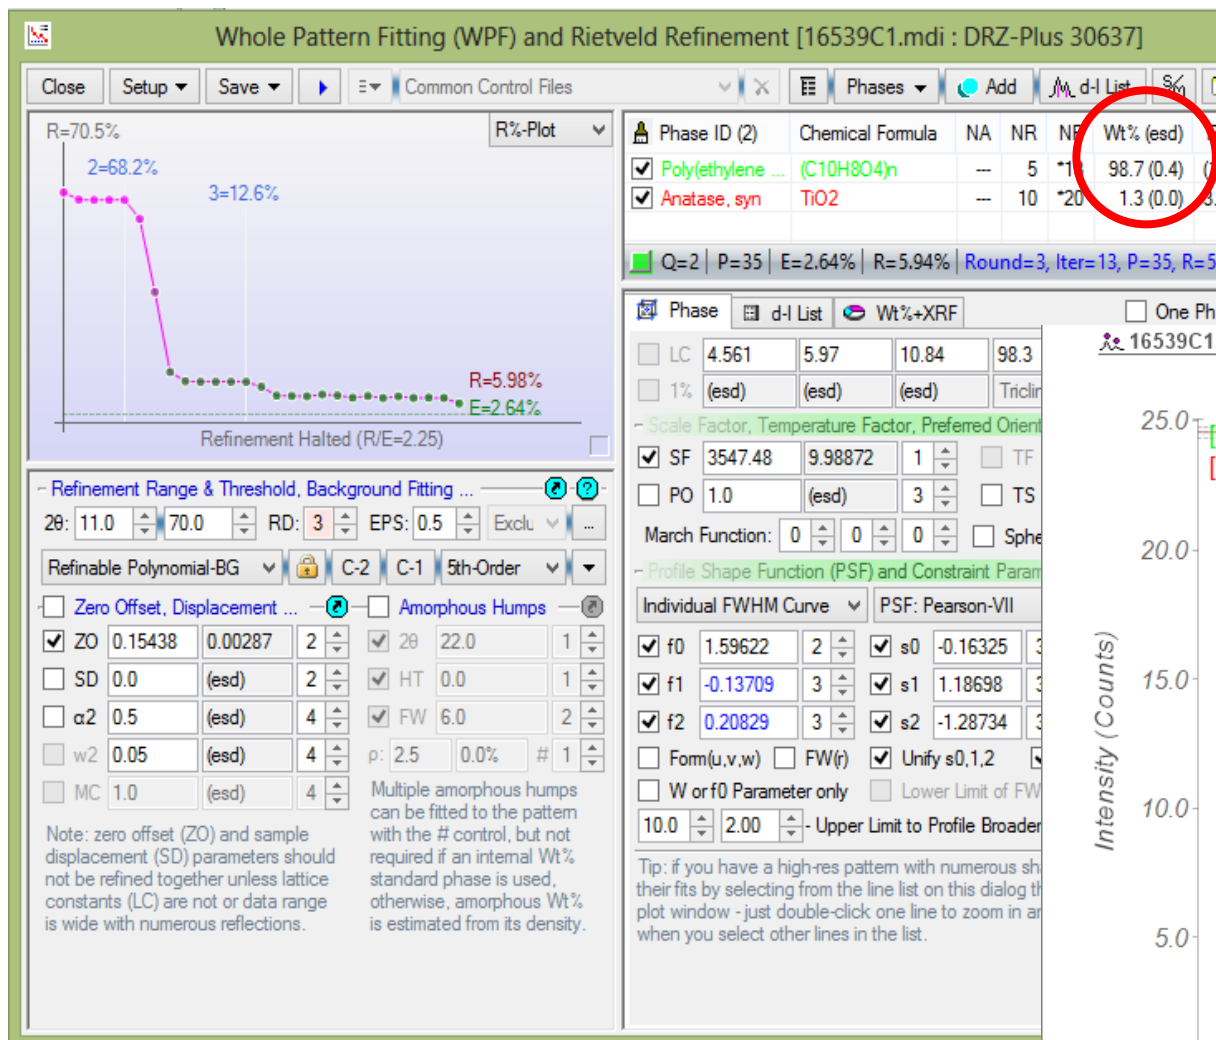 Whole Pattern Fitting (WPF) and Rietveld Refinement [16539C1.mdi : DRZ-Plus 30637]
Close Setup Save Common Control Files Phases Add d-I List S/M
R=70.5% R%-Plot
2=68.2%
3=12.6%
R=5.98%
E=2.64%
Refinement Halted (R/E=2.25)
Phase ID (2) Chemical Formula NA NR Wt% (esd)
Poly(ethylene ... (C10H8O4)n --- 5 98.7 (0.4)
Anatase, syn TiO2 --- 10 *20 1.3 (0.0)
Q=2 P=35 E=2.64% R=5.94% Round=3, Iter=13, P=35, R=5
Refinement Range & Threshold, Background Fitting ... ?
2θ: 11.0 70.0 RD: 3 EPS: 0.5 Exclu ...
Refinable Polynomial-BG C-2 C-1 5th-Order
Zero Offset, Displacement ... Amorphous Humps
ZO 0.15438 0.00287 2 2θ 22.0 1
SD 0.0 (esd) 2 HT 0.0 1
α2 0.5 (esd) 4 FW 6.0 2
w2 0.05 (esd) 4 ρ: 2.5 0.0% # 1
MC 1.0 (esd) 4
Note: zero offset (ZO) and sample
displacement (SD) parameters should
not be refined together unless lattice
constants (LC) are not or data range
is wide with numerous reflections.
Multiple amorphous humps
can be fitted to the pattern
with the # control, but not
required if an internal Wt%
standard phase is used,
otherwise, amorphous Wt%
is estimated from its density.
Phase d-I List Wt%+XRF One Ph
LC 4.561 5.97 10.84 98.3
1% (esd) (esd) (esd) Triclin
Scale Factor, Temperature Factor, Preferred Orient
SF 3547.48 9.98872 1 TF
PO 1.0 (esd) 3 TS
March Function: 0 0 0 Sphe
Profile Shape Function (PSF) and Constraint Param
Individual FWHM Curve PSF: Pearson-VII
f0 1.59622 2 s0 -0.16325 3
f1 -0.13709 3 s1 1.18698 3
f2 0.20829 3 s2 -1.28734 3
Form(u,v,w) FW(r) Unify s0,1,2
W or f0 Parameter only Lower Limit of FW
10.0 2.00 - Upper Limit to Profile Broader
Tip: if you have a high-res pattern with numerous sh
their fits by selecting from the line list on this dialog th
plot window - just double-click one line to zoom in ar
when you select other lines in the list.
16539C1
Intensity (Counts)
25.0
20.0
15.0
10.0
5.0